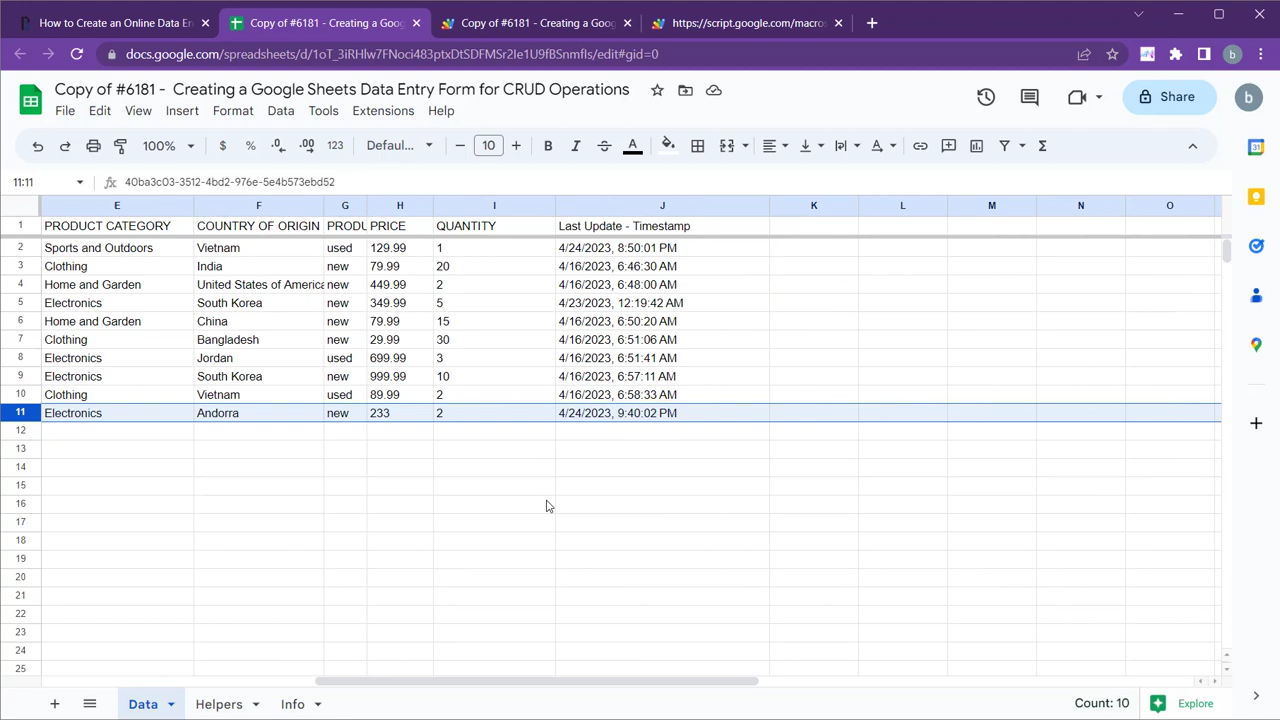 How to Create an Online Data En
Copy of #6181 - Creating a Goog
Copy of #6181 - Creating a Goog
https://script.google.com/macros
docs.google.com/spreadsheets/d/1oT_3iRHlw7FNoci483ptxDtSDFMSr2Ie1U9fBSnmfIs/edit#gid=0
b
Copy of #6181 - Creating a Google Sheets Data Entry Form for CRUD Operations
File Edit View Insert Format Data Tools Extensions Help
Share
b
100% $ % .0 .00 123 Defaul... 10 B I S A
11:11 fx 40ba3c03-3512-4bd2-976e-5e4b573ebd52
E F G H I J K L M N O
1 PRODUCT CATEGORY COUNTRY OF ORIGIN PRODU PRICE QUANTITY Last Update - Timestamp
2 Sports and Outdoors Vietnam used 129.99 1 4/24/2023, 8:50:01 PM
3 Clothing India new 79.99 20 4/16/2023, 6:46:30 AM
4 Home and Garden United States of America new 449.99 2 4/16/2023, 6:48:00 AM
5 Electronics South Korea new 349.99 5 4/23/2023, 12:19:42 AM
6 Home and Garden China new 79.99 15 4/16/2023, 6:50:20 AM
7 Clothing Bangladesh new 29.99 30 4/16/2023, 6:51:06 AM
8 Electronics Jordan used 699.99 3 4/16/2023, 6:51:41 AM
9 Electronics South Korea new 999.99 10 4/16/2023, 6:57:11 AM
10 Clothing Vietnam used 89.99 2 4/16/2023, 6:58:33 AM
11 Electronics Andorra new 233 2 4/24/2023, 9:40:02 PM
12
13
14
15
16
17
18
19
20
21
22
23
24
25
Data Helpers Info Count: 10 Explore